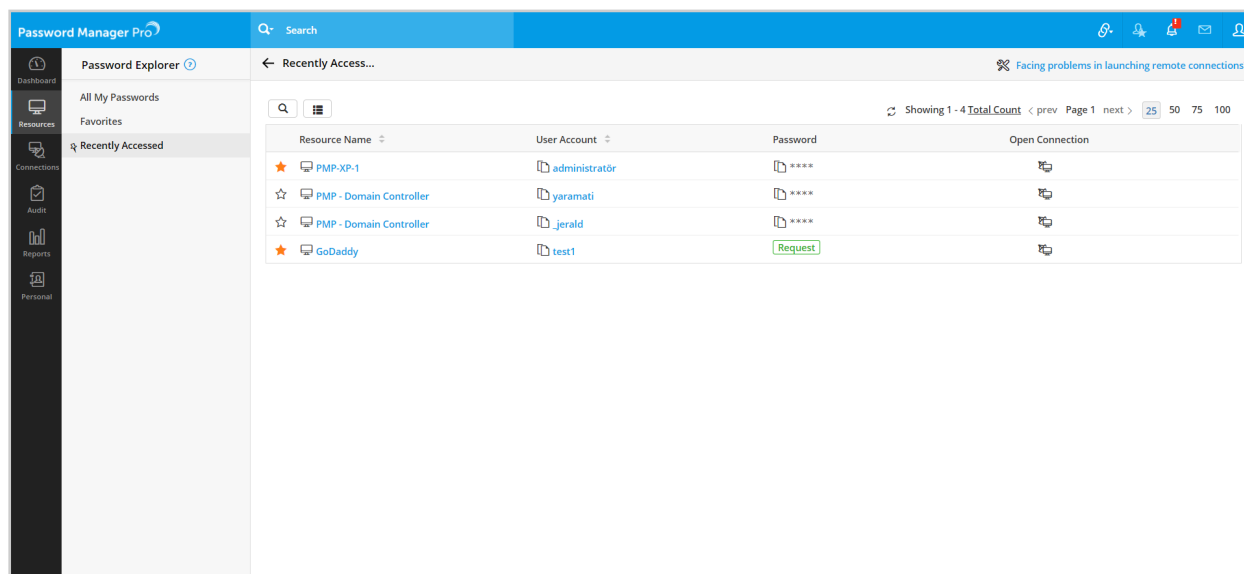 Password Manager Pro
Search
Dashboard
Resources
Connections
Audit
Reports
Personal
Password Explorer ?
All My Passwords
Favorites
Recently Accessed
← Recently Access...
Facing problems in launching remote connections
Showing 1 - 4 Total Count < prev Page 1 next > 25 50 75 100
Resource Name User Account Password Open Connection
PMP-XP-1 administratör ****
PMP - Domain Controller yaramati ****
PMP - Domain Controller _jerald ****
GoDaddy test1 Request